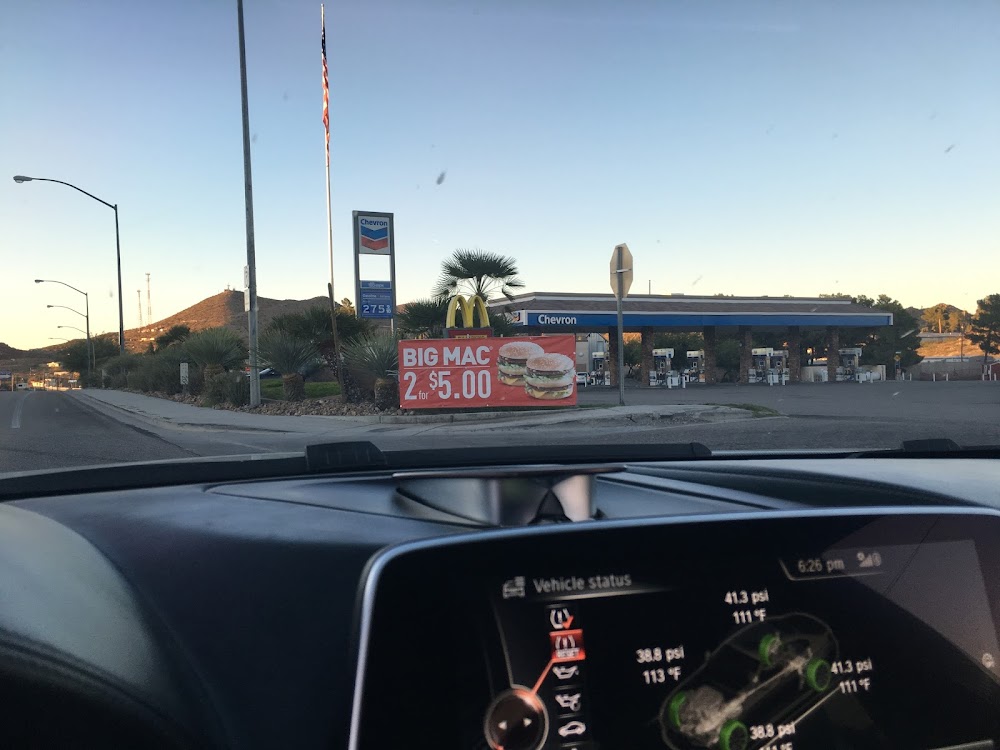 Chevron
275
Chevron
BIG MAC
2 for $5.00
6:26 pm
Vehicle status
41.3 psi
111 °F
38.8 psi
113 °F
41.3 psi
111 °F
38.8 psi